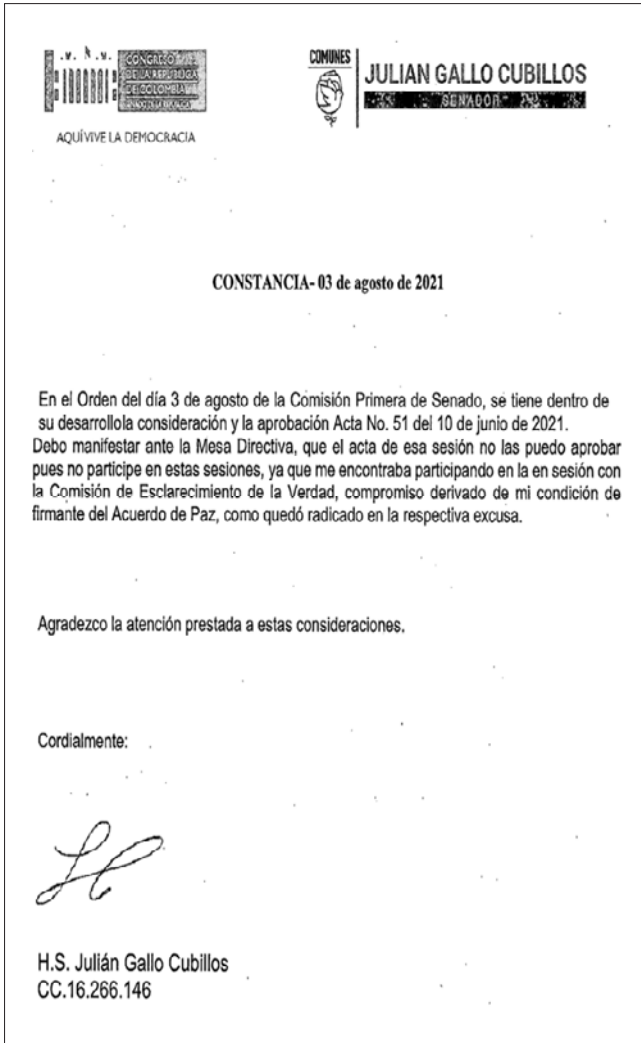 CONGRESO
DE LA REPÚBLICA
DE COLOMBIA
AQUÍ VIVE LA DEMOCRACIA
COMUNES
JULIAN GALLO CUBILLOS
SENADOR
CONSTANCIA- 03 de agosto de 2021
En el Orden del día 3 de agosto de la Comisión Primera de Senado, se tiene dentro de
su desarrollola consideración y la aprobación Acta No. 51 del 10 de junio de 2021.
Debo manifestar ante la Mesa Directiva, que el acta de esa sesión no las puedo aprobar
pues no participe en estas sesiones, ya que me encontraba participando en la en sesión con
la Comisión de Esclarecimiento de la Verdad, compromiso derivado de mi condición de
firmante del Acuerdo de Paz, como quedó radicado en la respectiva excusa.
Agradezco la atención prestada a estas consideraciones.
Cordialmente:
H.S. Julián Gallo Cubillos
CC.16.266.146